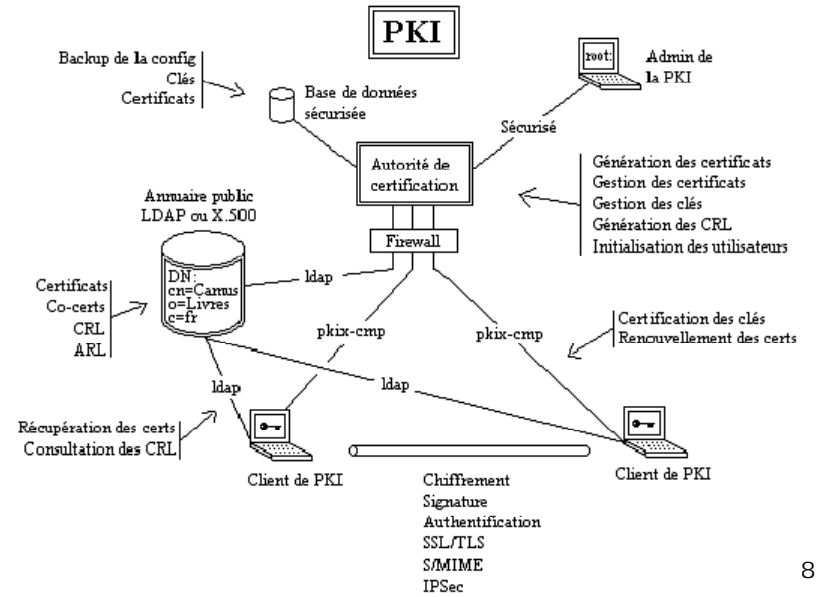 PKI
Backup de la config
Clés
Certificats
Base de données
sécurisée
root:
Admin de
la PKI
Sécurisé
Autorité de
certification
Génération des certificats
Gestion des certificats
Gestion des clés
Génération des CRL
Initialisation des utilisateurs
Annuaire public
LDAP ou X.500
Firewall
DN:
cn=Camus
o=Livres
c=fr
ldap
Certificats
Co-certs
CRL
ARL
pkix-cmp
pkix-cmp
Certification des clés
Renouvellement des certs
ldap
ldap
Récupération des certs
Consultation des CRL
Client de PKI
Client de PKI
Chiffrement
Signature
Authentification
SSL/TLS
S/MIME
IPSec
8